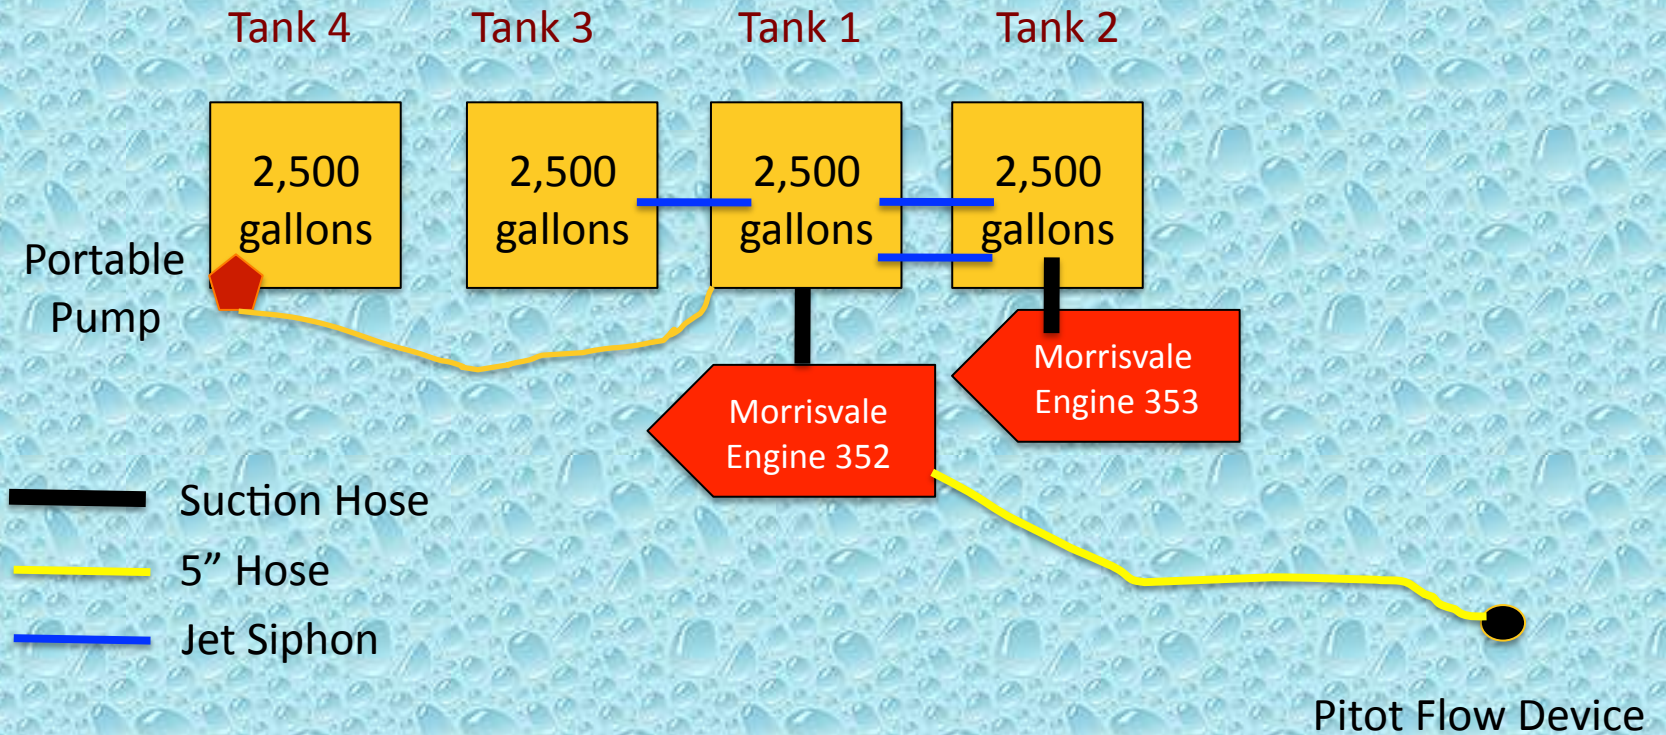 Tank 4
Tank 3
Tank 1
Tank 2
2,500
gallons
2,500
gallons
2,500
gallons
2,500
gallons
Portable
Pump
Morrisvale
Engine 353
Morrisvale
Engine 352
Suction Hose
5” Hose
Jet Siphon
Pitot Flow Device